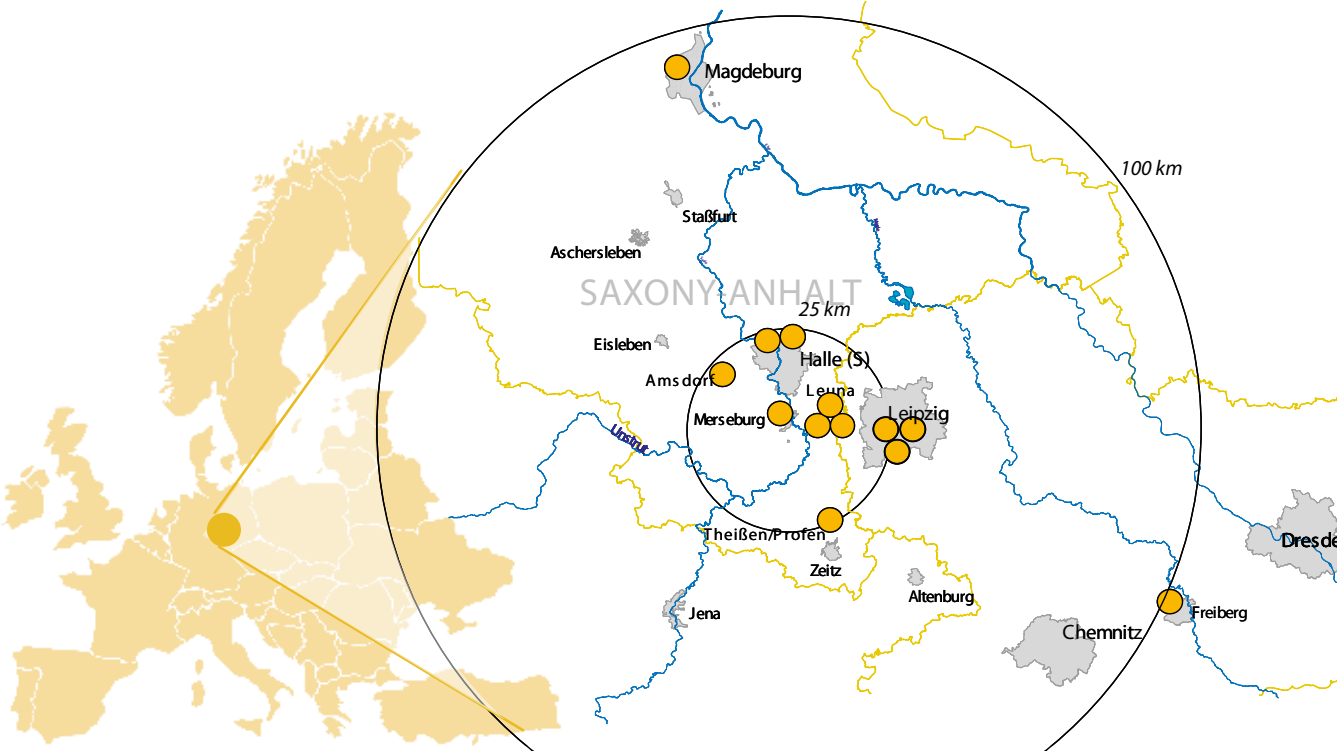 Magdeburg
100 km
Staßfurt
Aschersleben
SAXONY-ANHALT
25 km
Eisleben
Halle (S)
Amsdorf
Leuna
Merseburg
Leipzig
Unstrut
Theißen/Profen
Dresde
Zeitz
Altenburg
Jena
Freiberg
Chemnitz